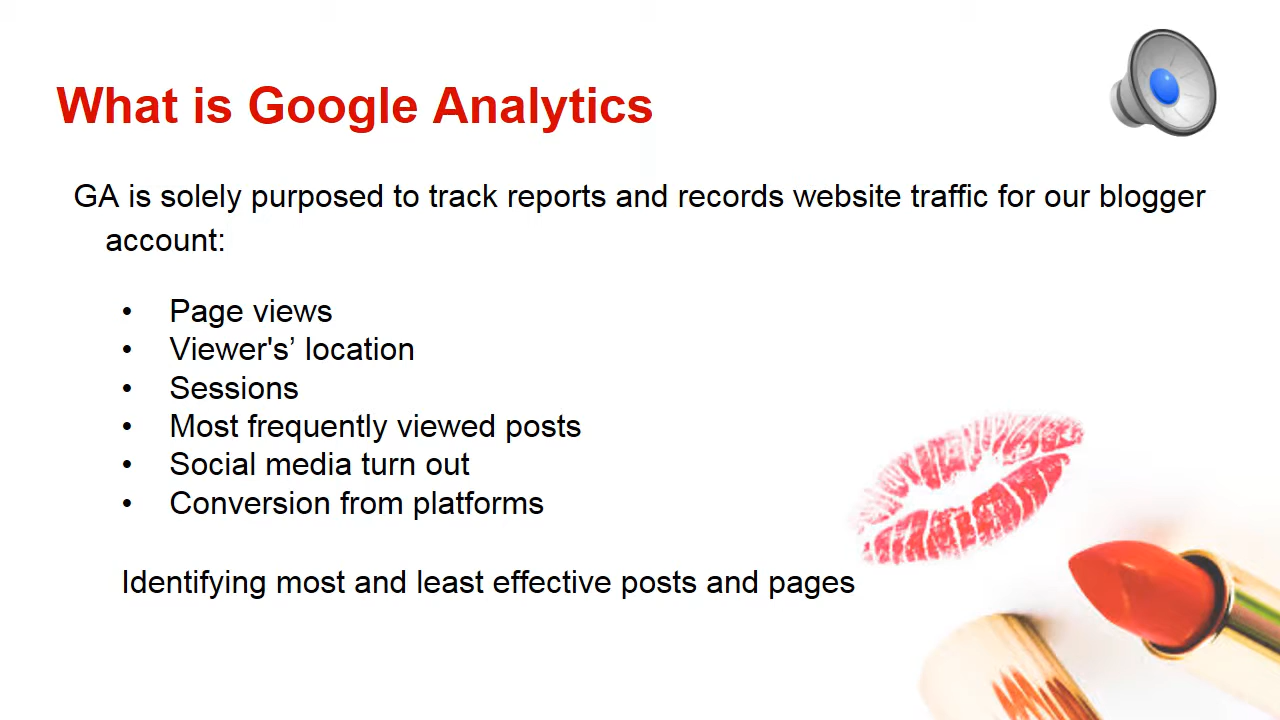 What is Google Analytics
GA is solely purposed to track reports and records website traffic for our blogger
account:
• Page views
• Viewer's’ location
• Sessions
• Most frequently viewed posts
• Social media turn out
• Conversion from platforms
Identifying most and least effective posts and pages